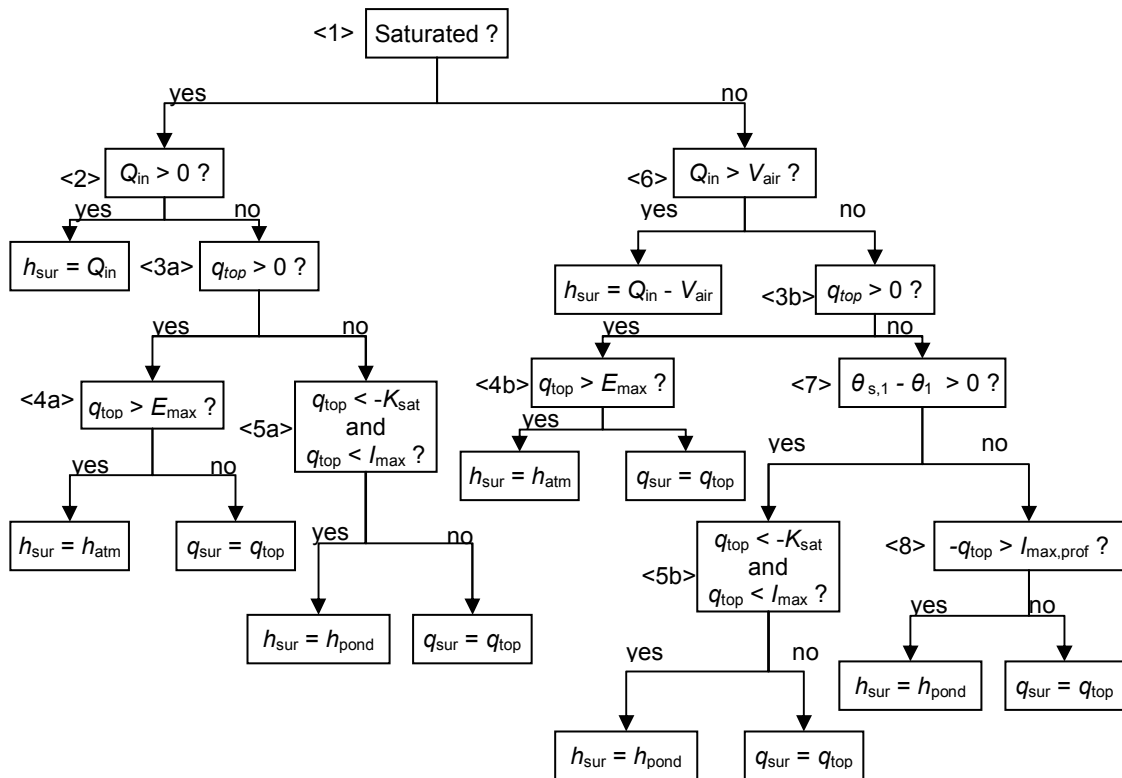 <1> Saturated ?
yes no
<2> Q_in > 0 ?
<6> Q_in > V_air ?
yes no
yes no
h_sur = Q_in
<3a> q_top > 0 ?
h_sur = Q_in - V_air
<3b> q_top > 0 ?
yes no
yes no
<4a> q_top > E_max ?
<5a> q_top < -K_sat
and
q_top < I_max ?
<4b> q_top > E_max ?
<7> θ_s,1 - θ_1 > 0 ?
yes no
yes no
yes no
yes no
h_sur = h_atm
q_sur = q_top
h_sur = h_pond
q_sur = q_top
h_sur = h_atm
q_sur = q_top
<5b> q_top < -K_sat
and
q_top < I_max ?
<8> -q_top > I_max,prof ?
yes no
yes no
h_sur = h_pond
q_sur = q_top
h_sur = h_pond
q_sur = q_top